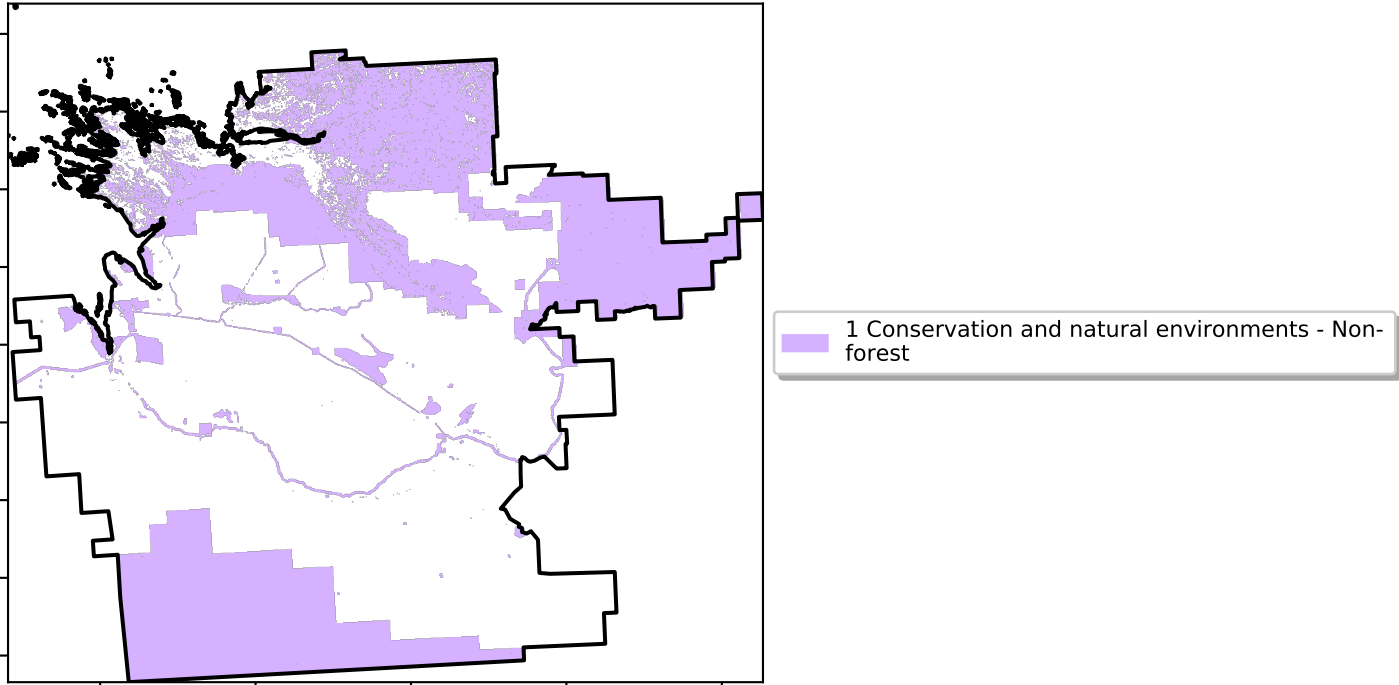 1 Conservation and natural environments - Non-
forest